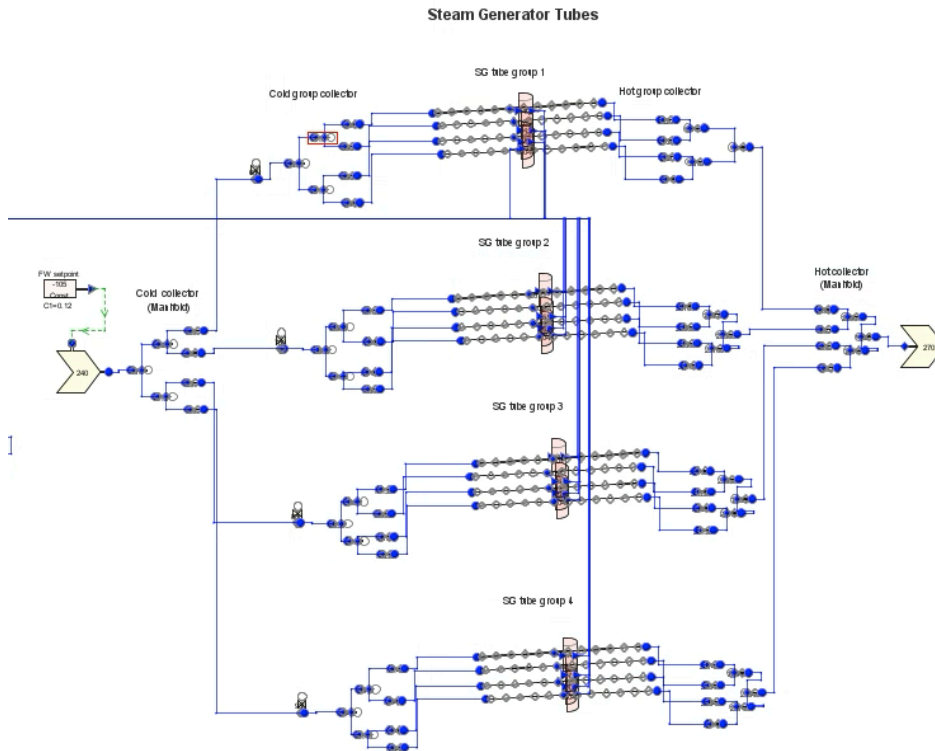 Steam Generator Tubes
SG tube group 1
Cold group collector
Hot group collector
SG tube group 2
FW setpoint
-105
Const
C1=0.12
Cold collector
(Manifold)
Hot collector
(Manifold)
240
270
SG tube group 3
SG tube group 4